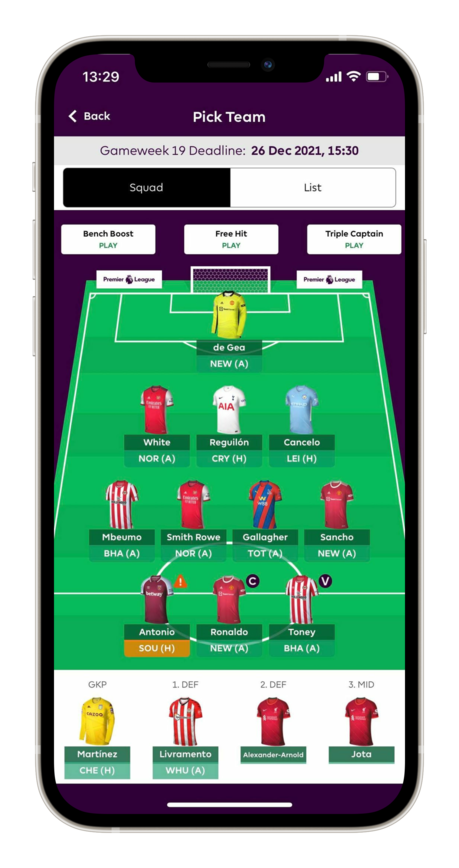 13:29
Back
Pick Team
Gameweek 19 Deadline: 26 Dec 2021, 15:30
Squad
List
Bench Boost
PLAY
Free Hit
PLAY
Triple Captain
PLAY
Premier League
Premier League
de Gea
NEW (A)
AIA
White
NOR (A)
Reguilón
CRY (H)
Cancelo
LEI (H)
Mbeumo
BHA (A)
Smith Rowe
NOR (A)
Gallagher
TOT (A)
Sancho
NEW (A)
C
V
Antonio
SOU (H)
Ronaldo
NEW (A)
Toney
BHA (A)
GKP
1. DEF
2. DEF
3. MID
CAZOO
Martínez
CHE (H)
Livramento
WHU (A)
Alexander-Arnold
Jota